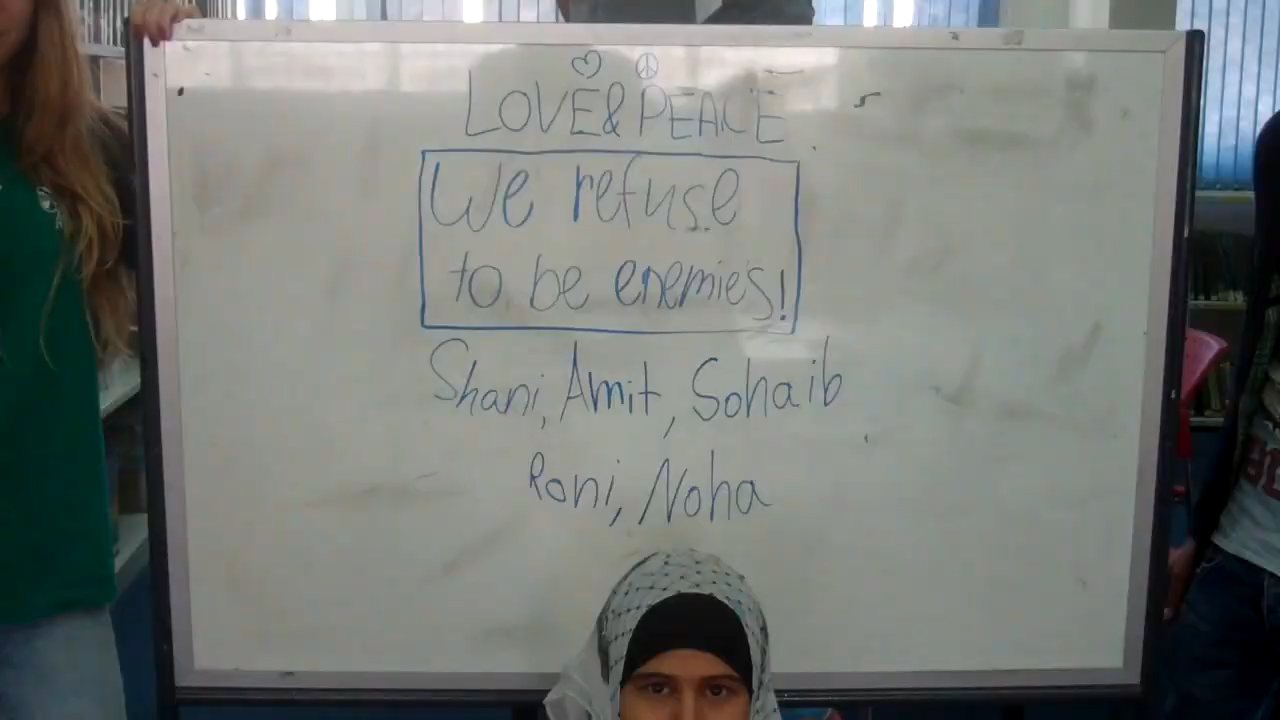 LOVE & PEACE
We refuse
to be enemies!
Shani, Amit, Sohaib
Roni, Noha